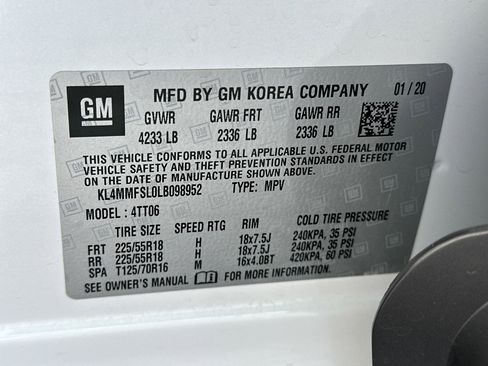 MFD BY GM KOREA COMPANY 01/20
GM GVWR GAWR FRT GAWR RR
4233 LB 2336 LB 2336 LB
THIS VEHICLE CONFORMS TO ALL APPLICABLE U.S. FEDERAL MOTOR
VEHICLE SAFETY AND THEFT PREVENTION STANDARDS IN EFFECT
ON THE DATE OF MANUFACTURE SHOWN ABOVE.
KL4MMFSL0LB098952 TYPE: MPV
MODEL : 4TT06
TIRE SIZE SPEED RTG RIM COLD TIRE PRESSURE
FRT 225/55R18 H 18x7.5J 240KPA, 35 PSI
RR 225/55R18 H 18x7.5J 240KPA, 35 PSI
SPA T125/70R16 M 16x4.0BT 420KPA, 60 PSI
SEE OWNER'S MANUAL FOR MORE INFORMATION.